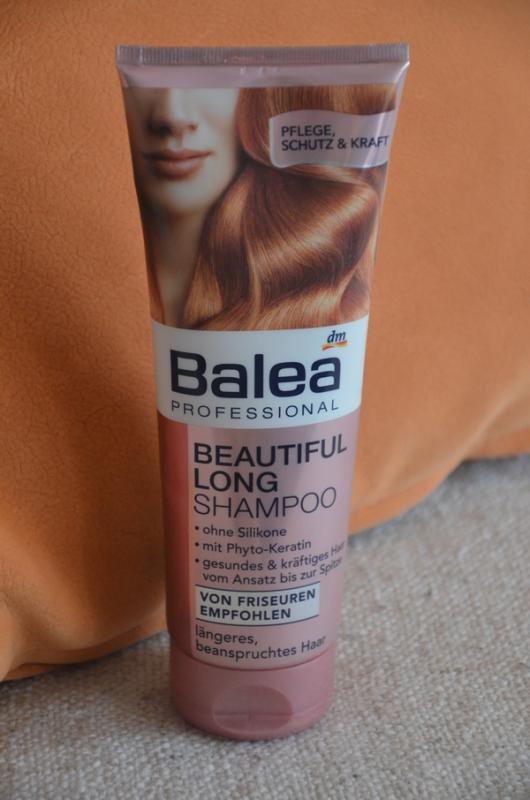 PFLEGE,
SCHUTZ & KRAFT
dm
Balea
PROFESSIONAL
BEAUTIFUL
LONG
SHAMPOO
• ohne Silikone
• mit Phyto-Keratin
• gesundes & kräftiges Haar
vom Ansatz bis zur Spitze
VON FRISEUREN
EMPFOHLEN
längeres,
beanspruchtes Haar